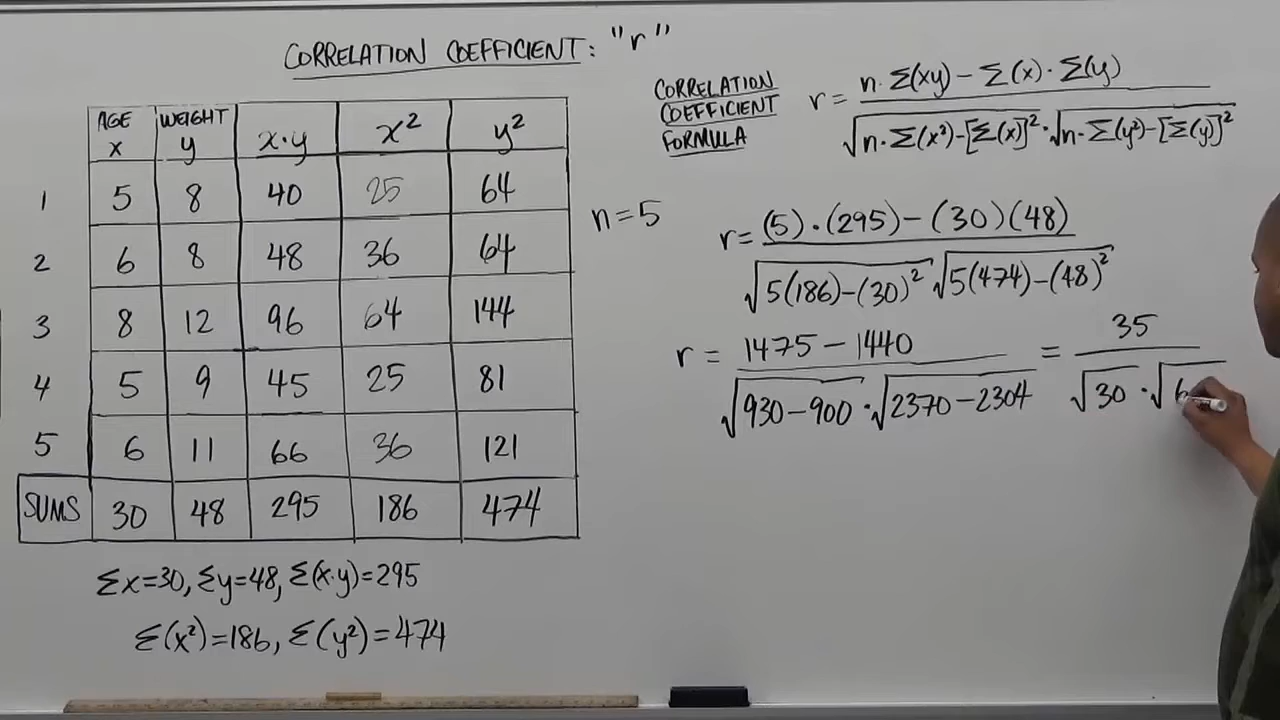 CORRELATION COEFFICIENT: "r"
CORRELATION COEFFICIENT FORMULA
r = n·Σ(xy) − Σ(x)·Σ(y) / √n·Σ(x²)−[Σ(x)]² · √n·Σ(y²)−[Σ(y)]²
AGE x WEIGHT y x·y x² y²
1 5 8 40 25 64
2 6 8 48 36 64
3 8 12 96 64 144
4 5 9 45 25 81
5 6 11 66 36 121
SUMS 30 48 295 186 474
Σx=30, Σy=48, Σ(x·y)=295
Σ(x²)=186, Σ(y²)=474
n=5
r = (5)·(295) − (30)(48) / √5(186)−(30)² √5(474)−(48)²
r = 1475 − 1440 / √930−900 · √2370−2304 = 35 / √30 · √6